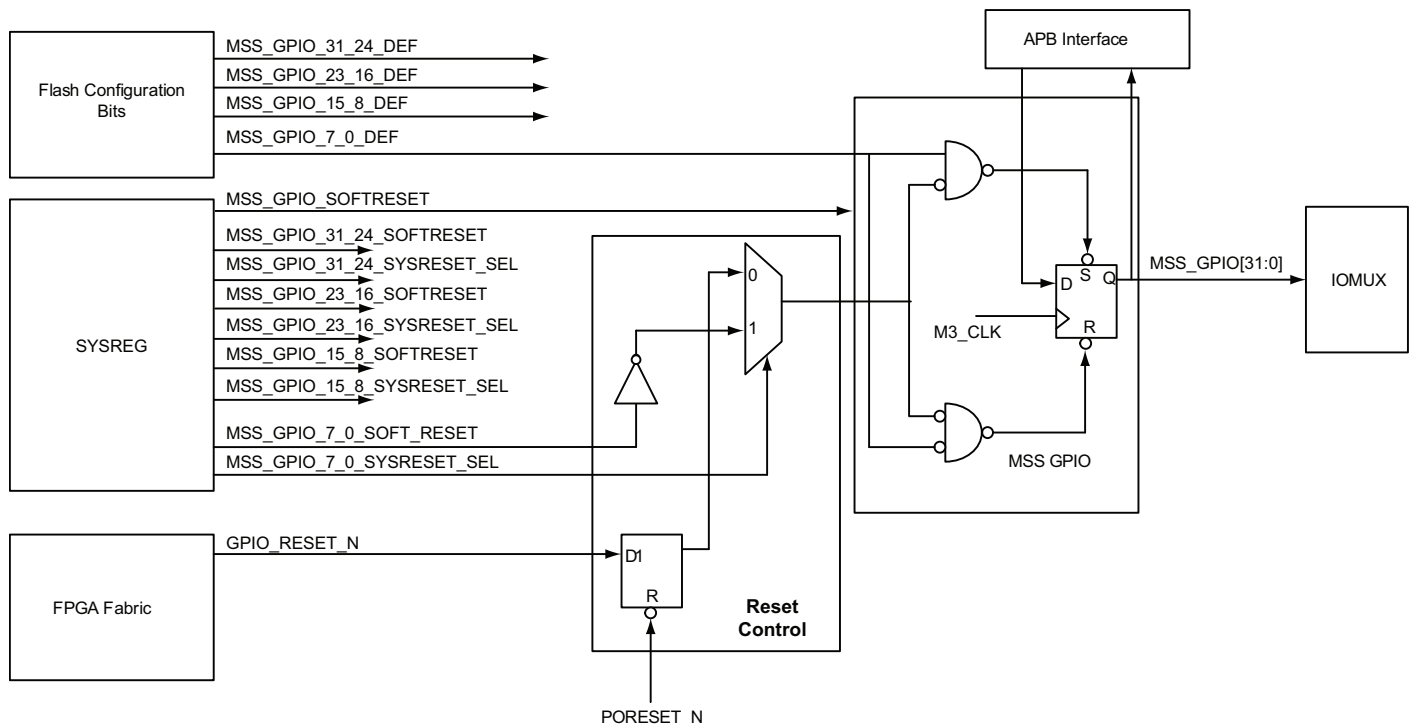 Flash Configuration
Bits
MSS_GPIO_31_24_DEF
MSS_GPIO_23_16_DEF
MSS_GPIO_15_8_DEF
MSS_GPIO_7_0_DEF
SYSREG
MSS_GPIO_SOFTRESET
MSS_GPIO_31_24_SOFTRESET
MSS_GPIO_31_24_SYSRESET_SEL
MSS_GPIO_23_16_SOFTRESET
MSS_GPIO_23_16_SYSRESET_SEL
MSS_GPIO_15_8_SOFTRESET
MSS_GPIO_15_8_SYSRESET_SEL
MSS_GPIO_7_0_SOFT_RESET
MSS_GPIO_7_0_SYSRESET_SEL
FPGA Fabric
GPIO_RESET_N
0
1
D1
R
Reset
Control
PORESET_N
APB Interface
S
D
Q
R
M3_CLK
MSS GPIO
MSS_GPIO[31:0]
IOMUX